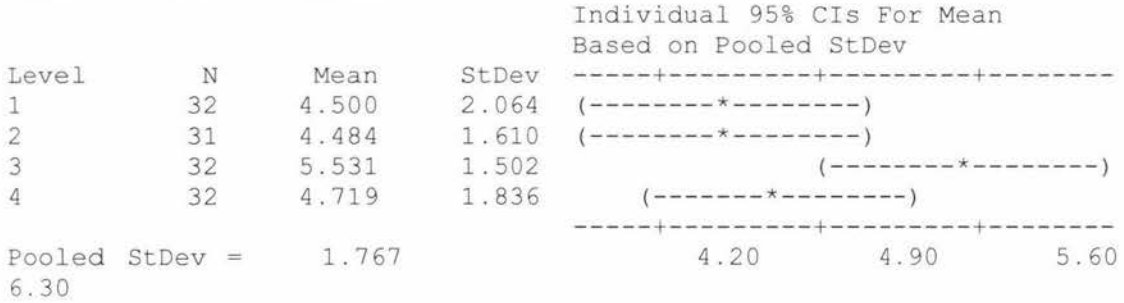 Individual 95% CIs For Mean
Based on Pooled StDev
Level N Mean StDev -----+---------+---------+--------
1 32 4.500 2.064 (--------*--------)
2 31 4.484 1.610 (--------*--------)
3 32 5.531 1.502 (--------*--------)
4 32 4.719 1.836 (-------*--------)
-----+---------+---------+--------
Pooled StDev = 1.767 4.20 4.90 5.60
6.30